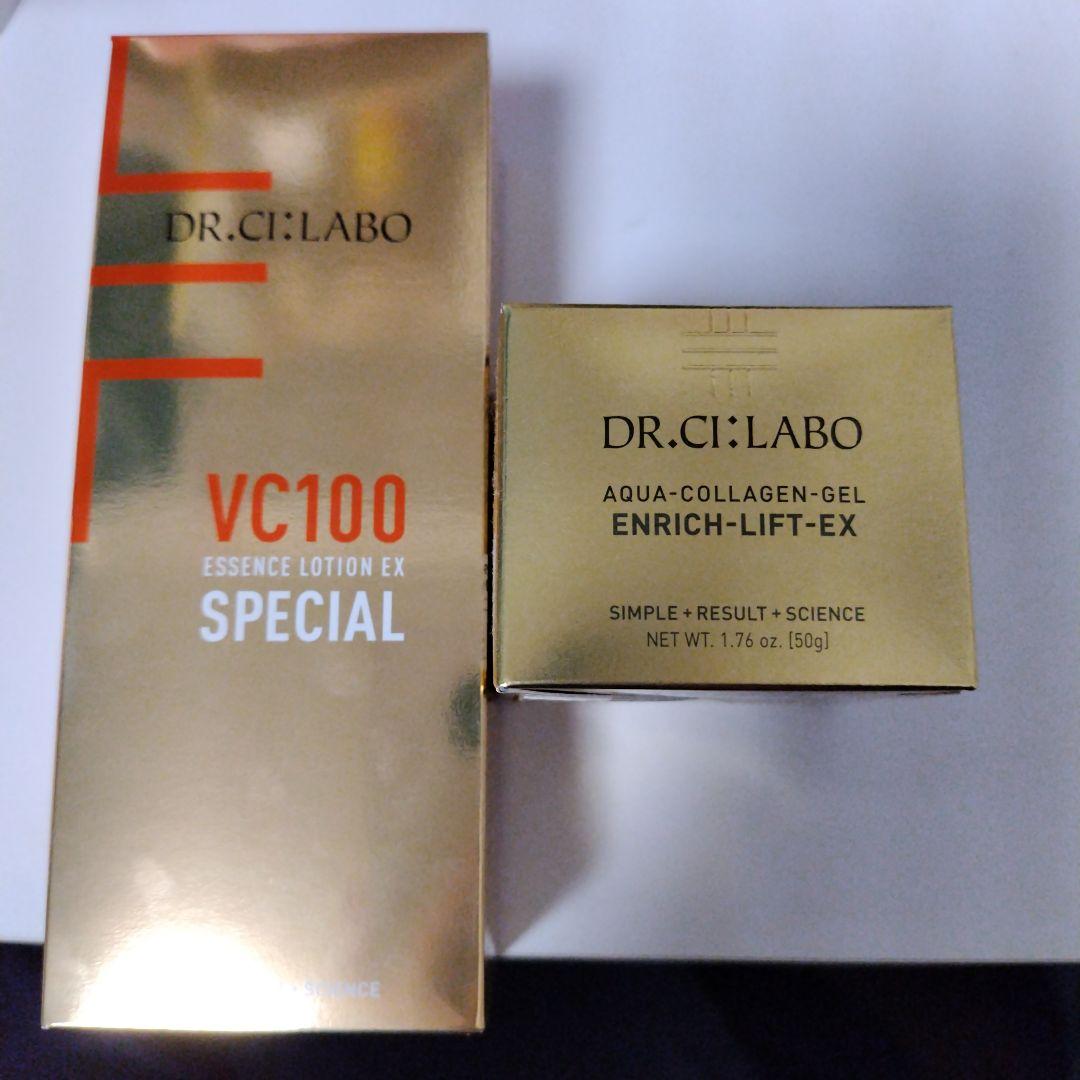 DR.CI:LABO
VC100
ESSENCE LOTION EX
SPECIAL
SCIENCE
DR.CI:LABO
AQUA-COLLAGEN-GEL
ENRICH-LIFT-EX
SIMPLE + RESULT + SCIENCE
NET WT. 1.76 oz. [50g]